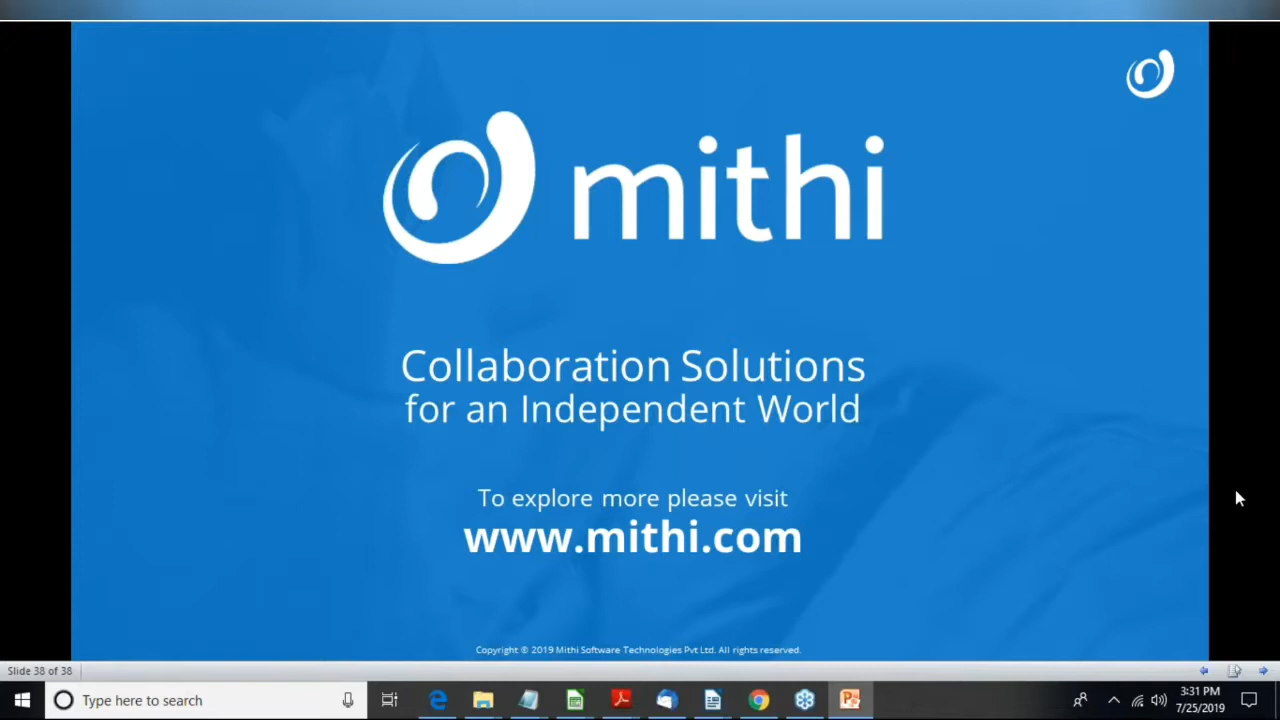 mithi
Collaboration Solutions
for an Independent World
To explore more please visit
www.mithi.com
Copyright © 2019 Mithi Software Technologies Pvt Ltd. All rights reserved.
Slide 38 of 38
Type here to search
3:31 PM
7/25/2019